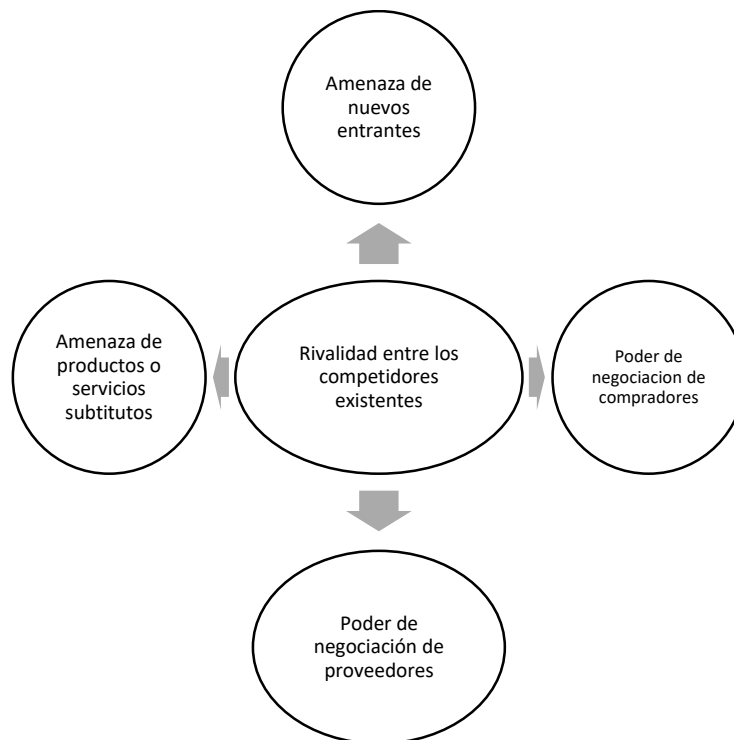 Amenaza de
nuevos
entrantes
Amenaza de
productos o
servicios
subtitutos
Rivalidad entre los
competidores
existentes
Poder de
negociacion de
compradores
Poder de
negociación de
proveedores